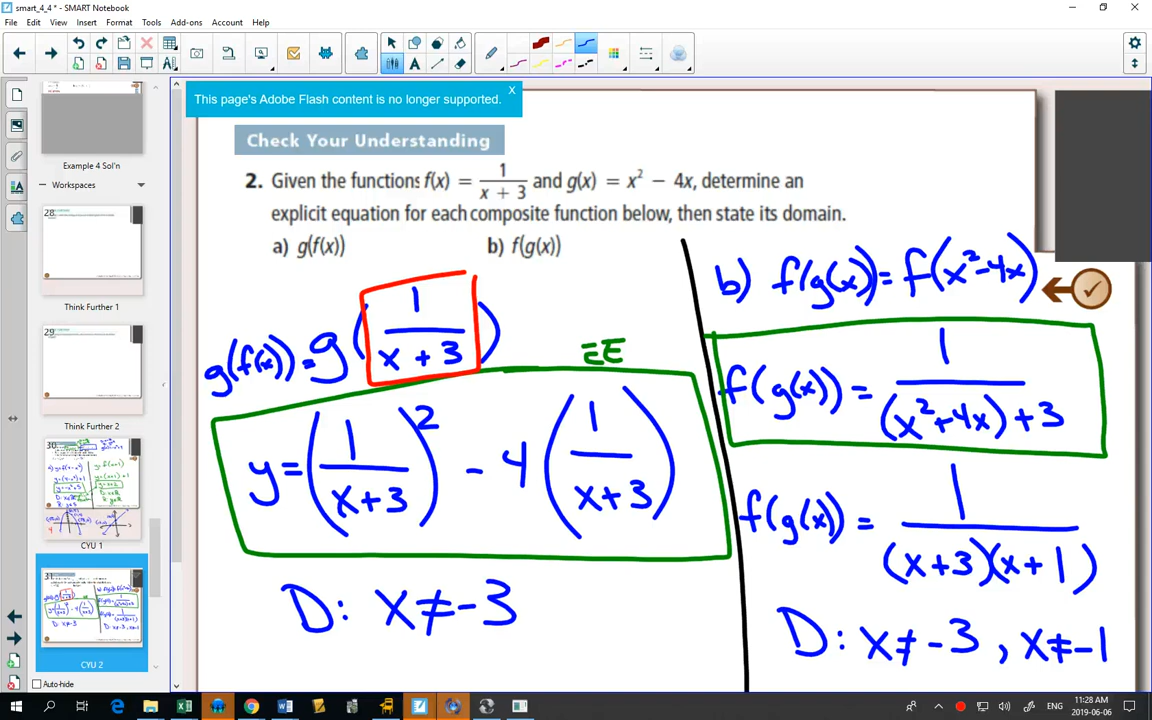 smart_4_4 * - SMART Notebook
File Edit View Insert Format Tools Add-ons Account Help
This page's Adobe Flash content is no longer supported. X
Check Your Understanding
2. Given the functions f(x) = 1/(x + 3) and g(x) = x² − 4x, determine an
explicit equation for each composite function below, then state its domain.
a) g(f(x)) b) f(g(x))
g(f(x)) = g(1/(x+3))
EE
y = (1/(x+3))² - 4(1/(x+3))
D: x ≠ -3
b) f(g(x)) = f(x²-4x)
f(g(x)) = 1/((x²+4x)+3)
f(g(x)) = 1/((x+3)(x+1))
D: x ≠ -3, x ≠ -1
Example 4 Sol'n
Workspaces
28
Think Further 1
29
Think Further 2
30
CYU 1
31
CYU 2
Auto-hide
ENG
11:28 AM
2019-06-06